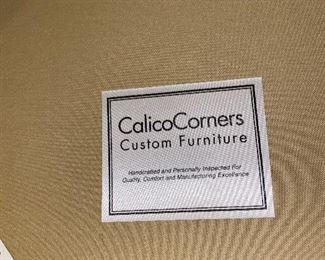 CalicoCorners
Custom Furniture
Handcrafted and Personally Inspected For
Quality, Comfort and Manufacturing Excellence